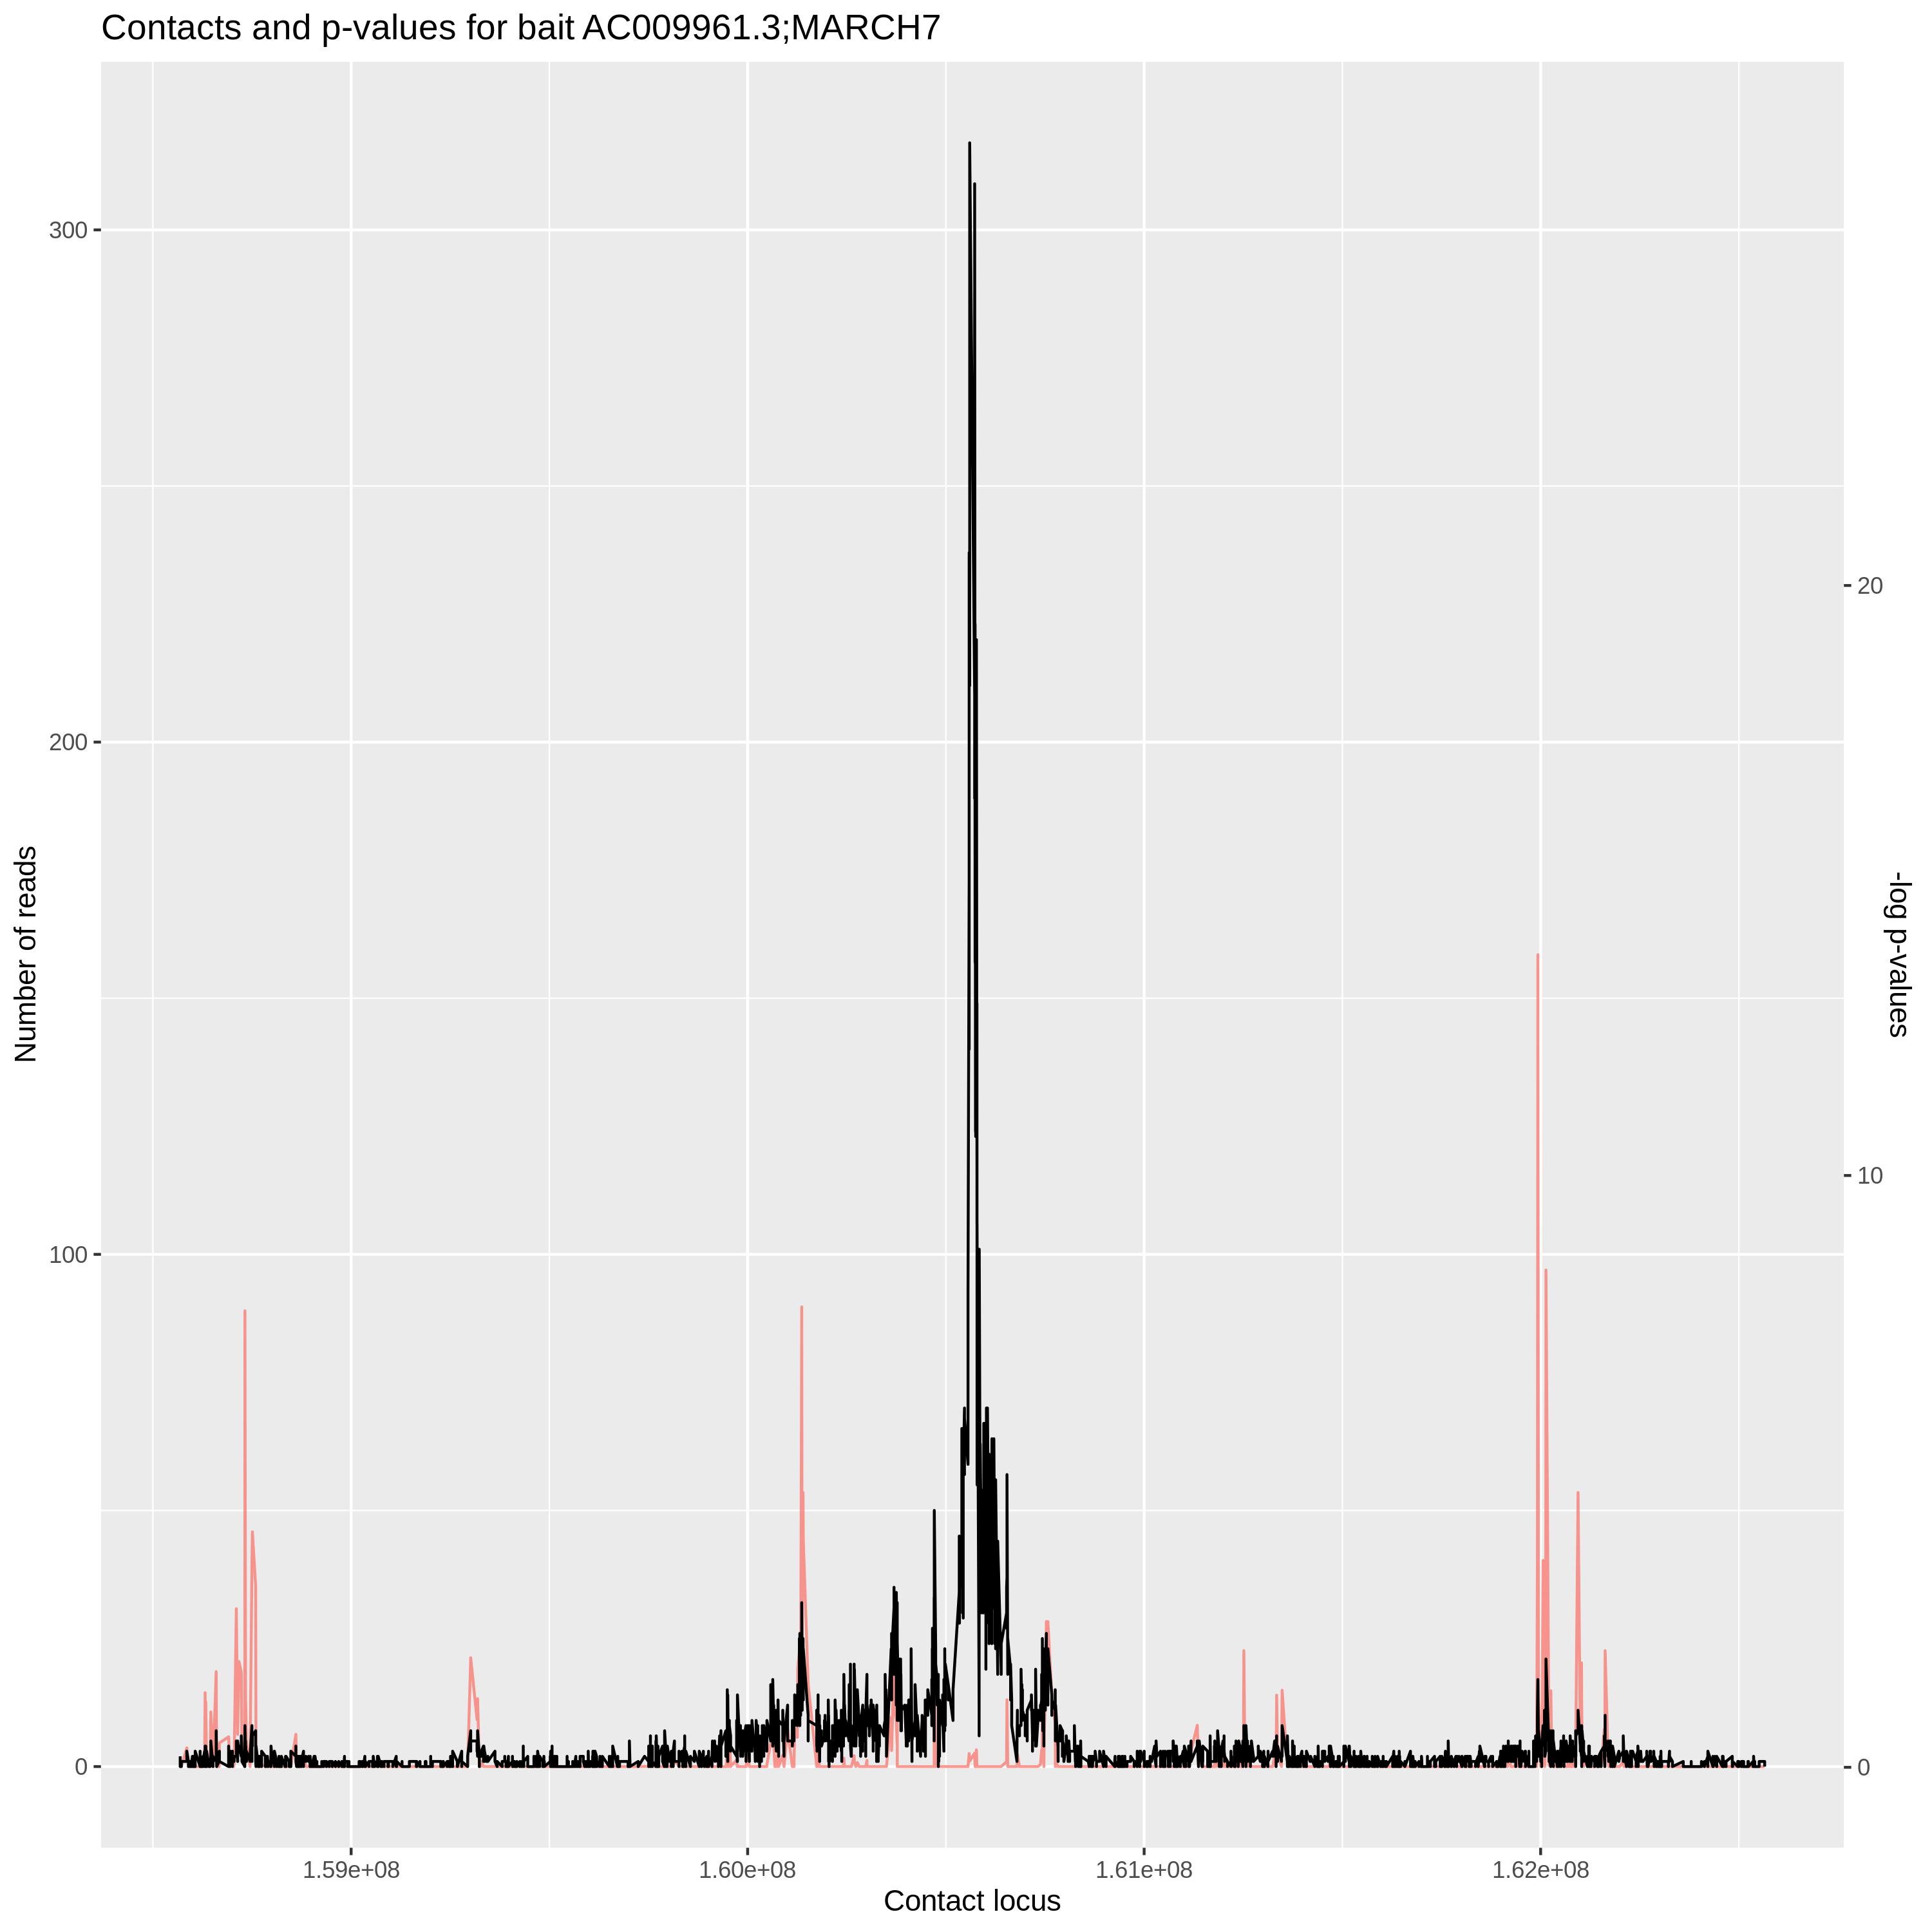 Contacts and p-values for bait AC009961.3;MARCH7
Number of reads
300
200
100
0
20
10
0
-log p-values
1.59e+08
1.60e+08
1.61e+08
1.62e+08
Contact locus